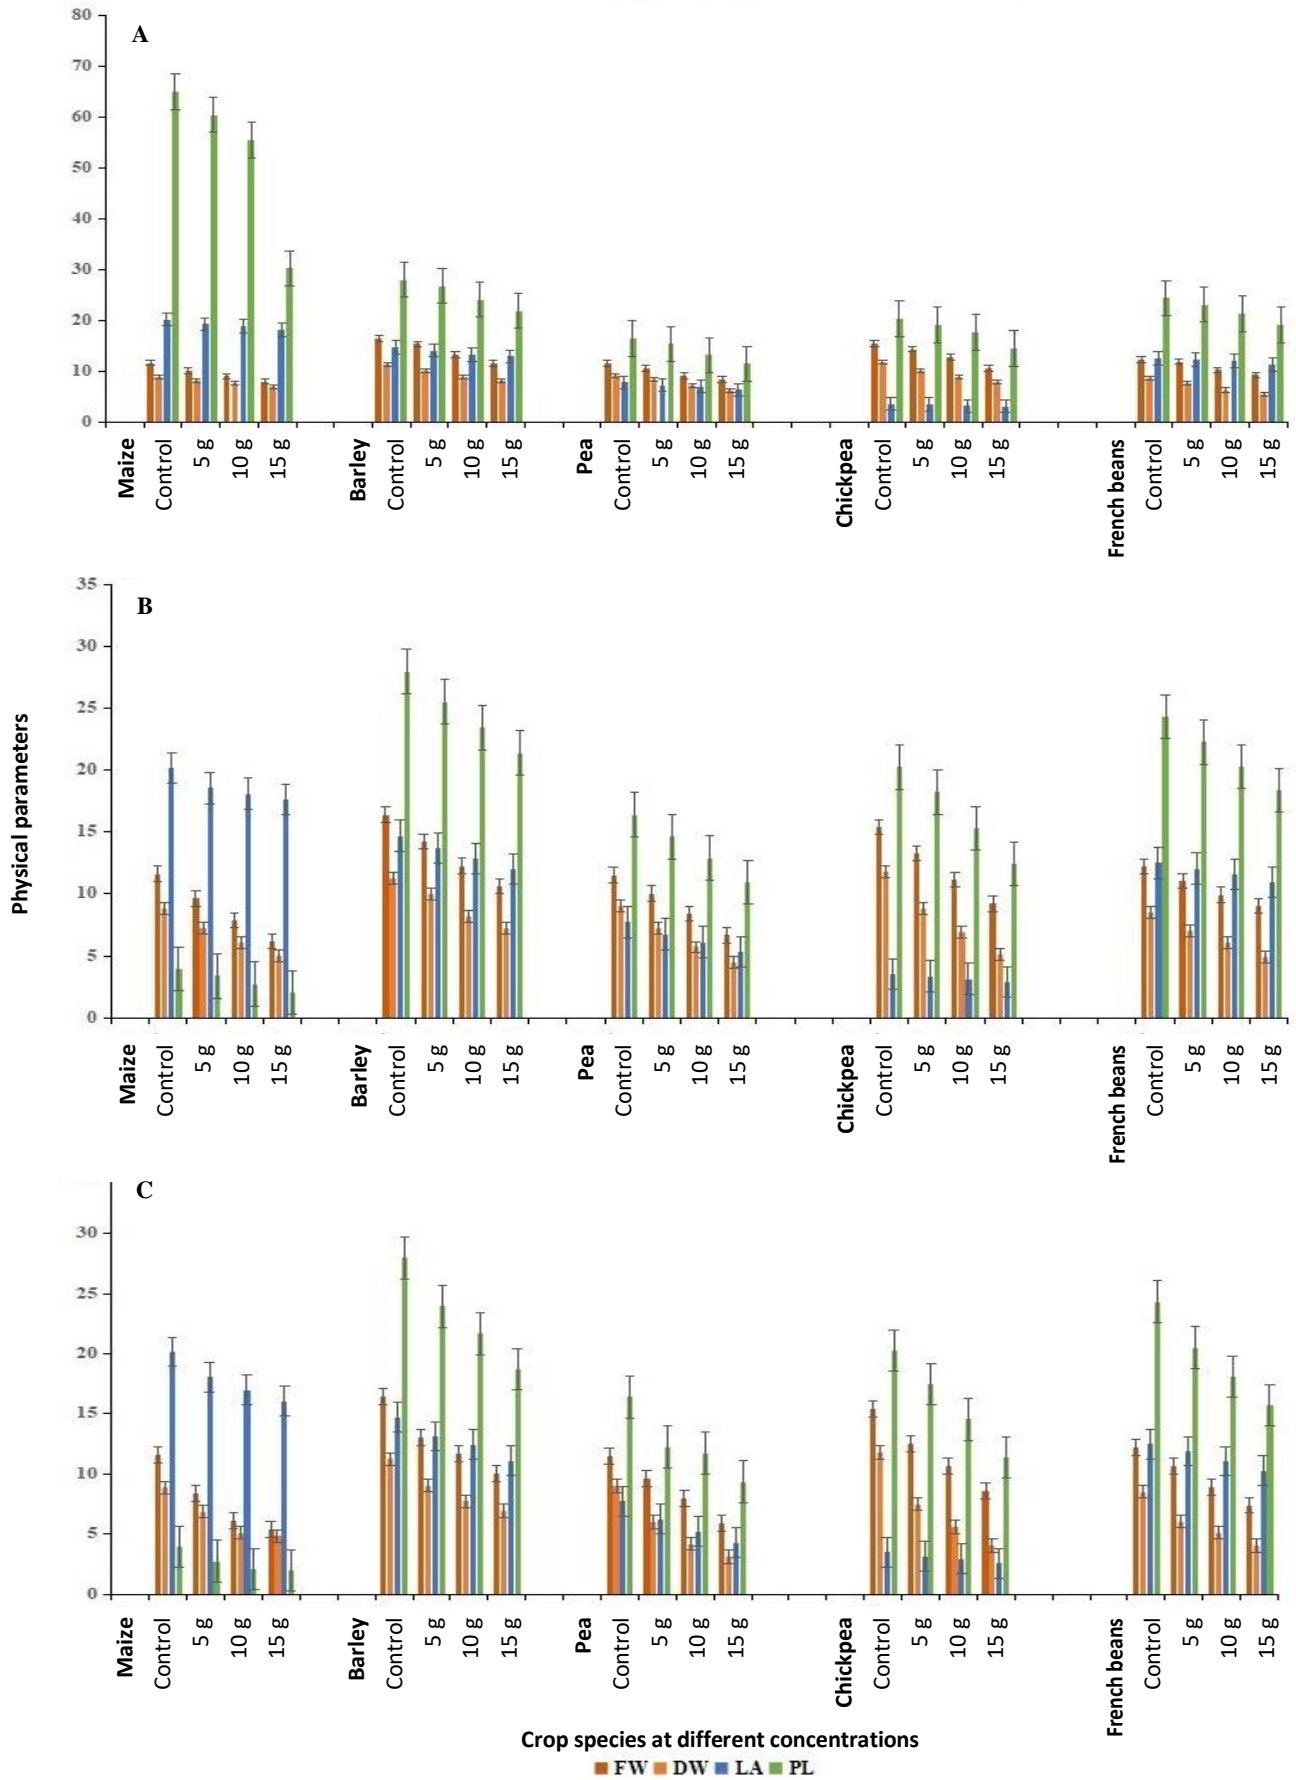 A
80
70
60
50
40
30
20
10
0
Maize
Control
5 g
10 g
15 g
Barley
Control
5 g
10 g
15 g
Pea
Control
5 g
10 g
15 g
Chickpea
Control
5 g
10 g
15 g
French beans
Control
5 g
10 g
15 g
Physical parameters
B
35
30
25
20
15
10
5
0
Maize
Control
5 g
10 g
15 g
Barley
Control
5 g
10 g
15 g
Pea
Control
5 g
10 g
15 g
Chickpea
Control
5 g
10 g
15 g
French beans
Control
5 g
10 g
15 g
C
30
25
20
15
10
5
0
Maize
Control
5 g
10 g
15 g
Barley
Control
5 g
10 g
15 g
Pea
Control
5 g
10 g
15 g
Chickpea
Control
5 g
10 g
15 g
French beans
Control
5 g
10 g
15 g
Crop species at different concentrations
FW DW LA PL